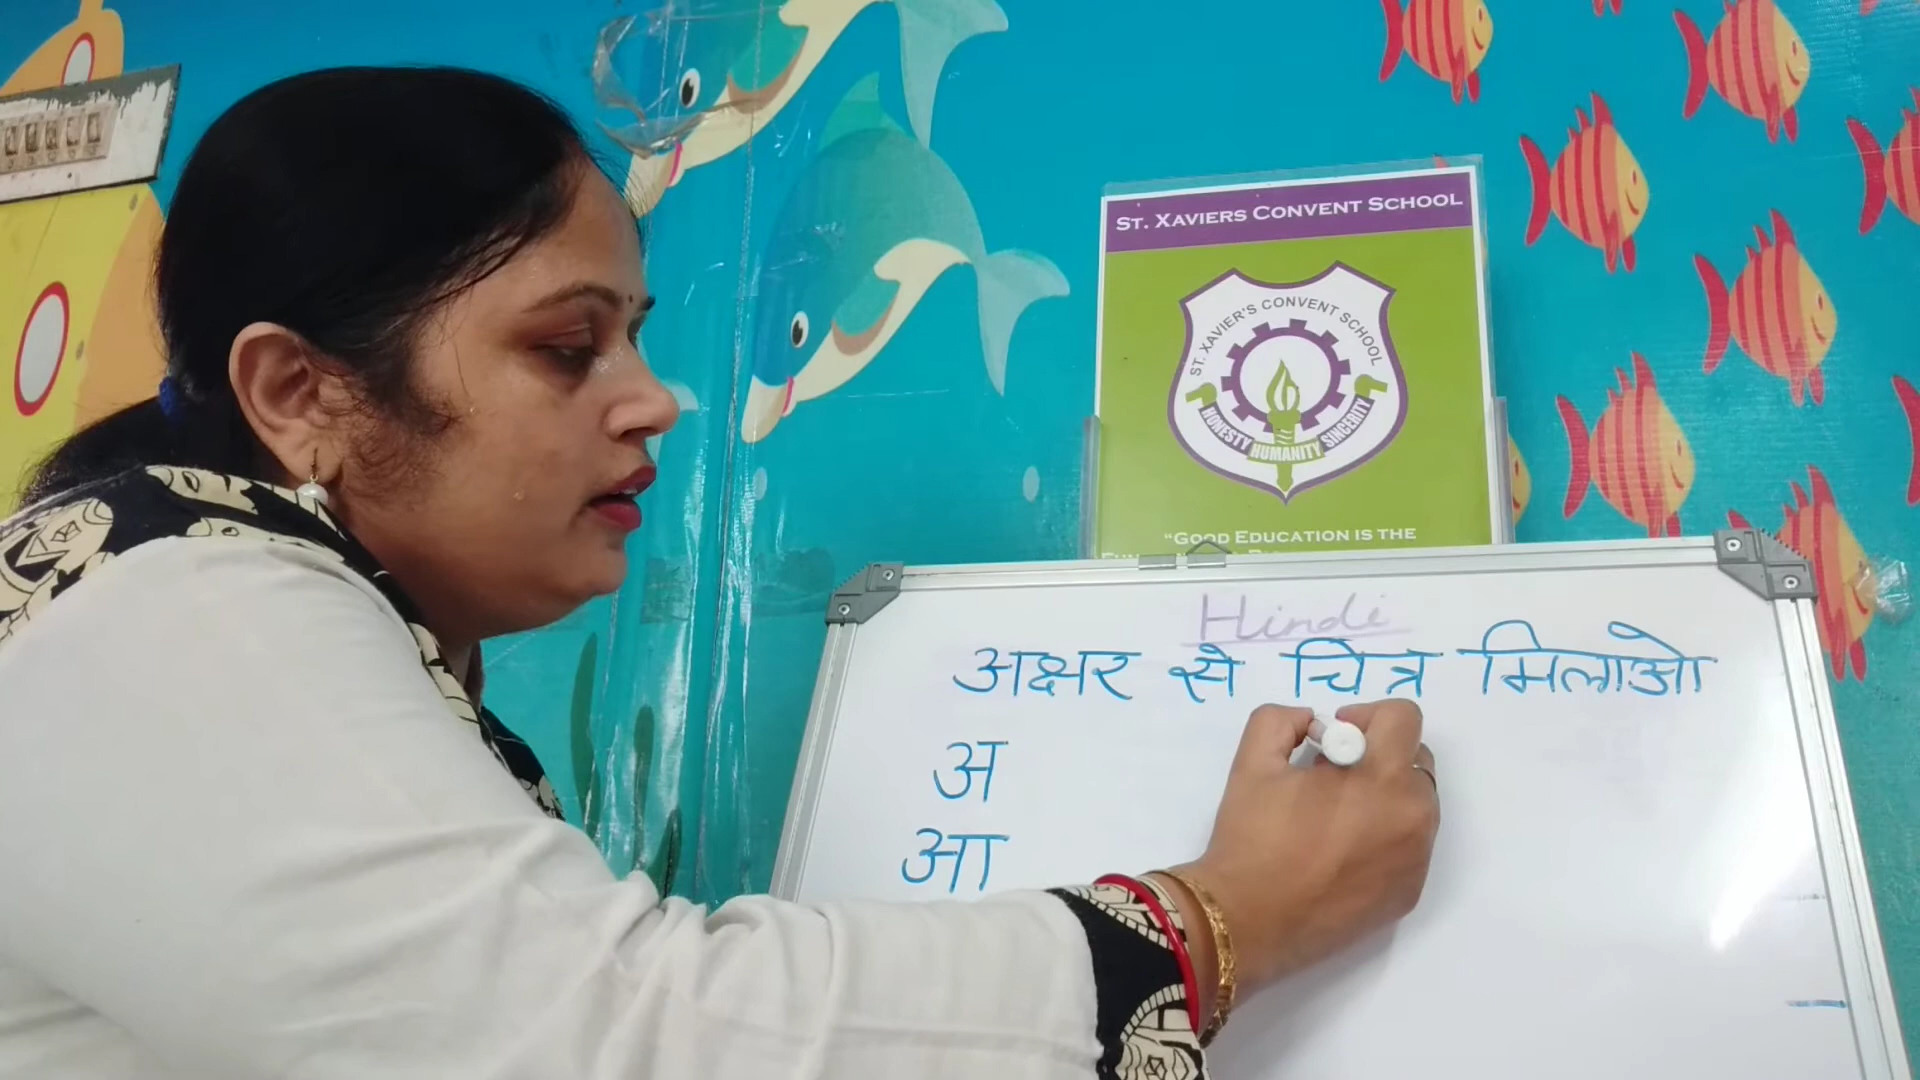 ST. XAVIERS CONVENT SCHOOL
ST. XAVIER'S CONVENT SCHOOL
HONESTY HUMANITY SINCERITY
"GOOD EDUCATION IS THE
Hindi
अक्षर से चित्र मिलाओ
अ
आ